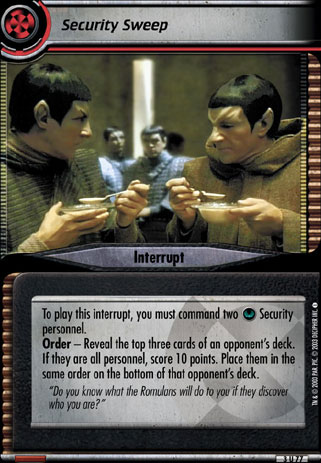 Security Sweep
Interrupt
To play this interrupt, you must command two Security
personnel.
Order – Reveal the top three cards of an opponent's deck.
If they are all personnel, score 10 points. Place them in the
same order on the bottom of that opponent's deck.
"Do you know what the Romulans will do to you if they discover
who you are?"
TM & © 2003 PAR. PIC. © 2003 DECIPHER INC.
3 U 77